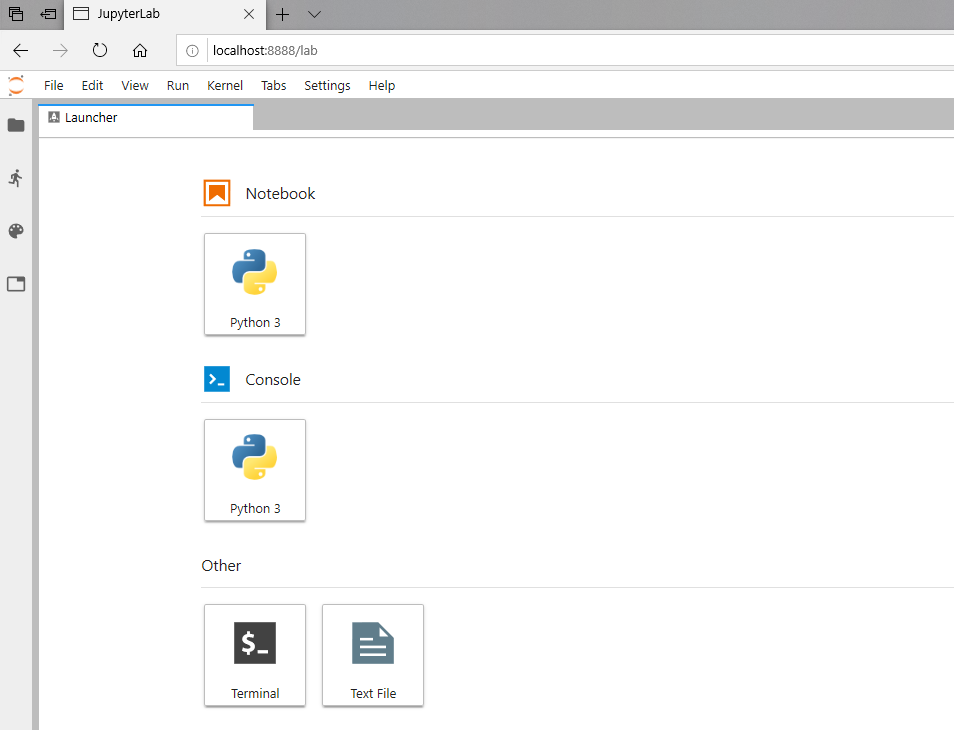 JupyterLab
localhost:8888/lab
File Edit View Run Kernel Tabs Settings Help
Launcher
Notebook
Python 3
Console
>_
Python 3
Other
$_
Terminal Text File